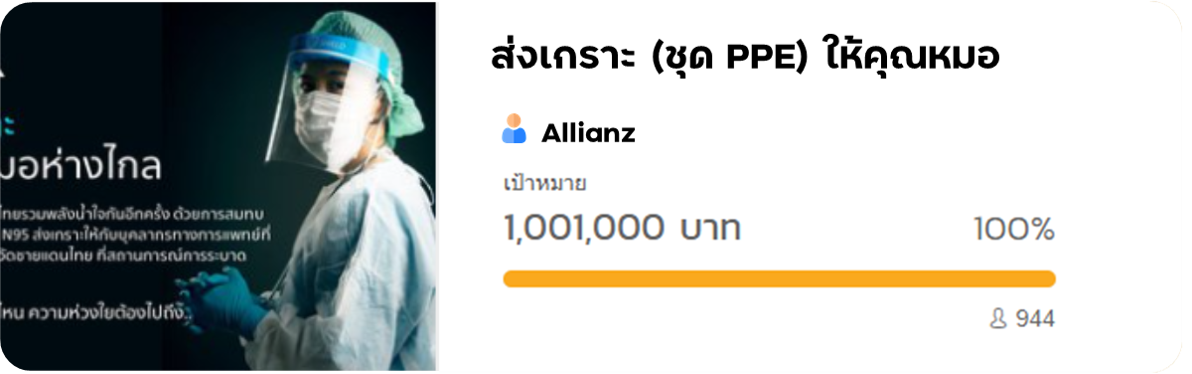 ะ
มอห่างไกล
ไทยรวมพลังน้ำใจกันอีกครั้ง ด้วยการสมทบ
N95 ส่งเกราะให้กับบุคลากรทางการแพทย์ที่
วัดชายแดนไทย ที่สถานการณ์การระบาด
ไหน ความห่วงใยต้องไปถึง..
ส่งเกราะ (ชุด PPE) ให้คุณหมอ
Allianz
เป้าหมาย
1,001,000 บาท 100%
944